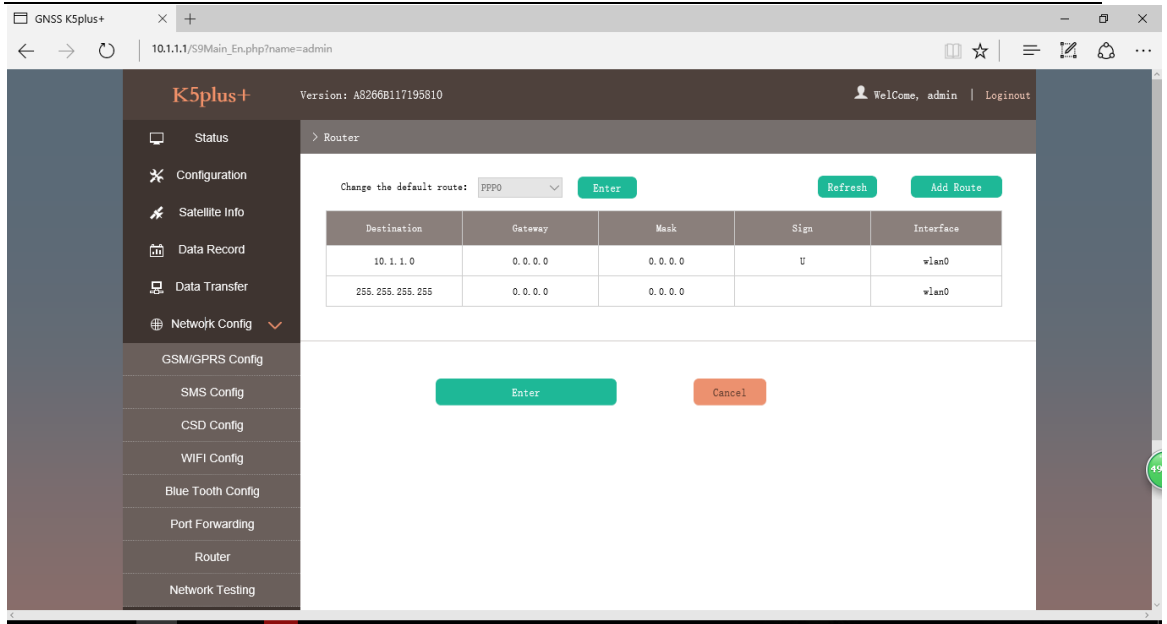 GNSS K5plus+
10.1.1.1/S9Main_En.php?name=admin
K5plus+
Version: A8266B117195810
WelCome, admin | Loginout
Status
Configuration
Satellite Info
Data Record
Data Transfer
Network Config
GSM/GPRS Config
SMS Config
CSD Config
WIFI Config
Blue Tooth Config
Port Forwarding
Router
Network Testing
> Router
Change the default route: PPP0 Enter Refresh Add Route
Destination Gateway Mask Sign Interface
10.1.1.0 0.0.0.0 0.0.0.0 U wlan0
255.255.255.255 0.0.0.0 0.0.0.0 wlan0
Enter Cancel
49